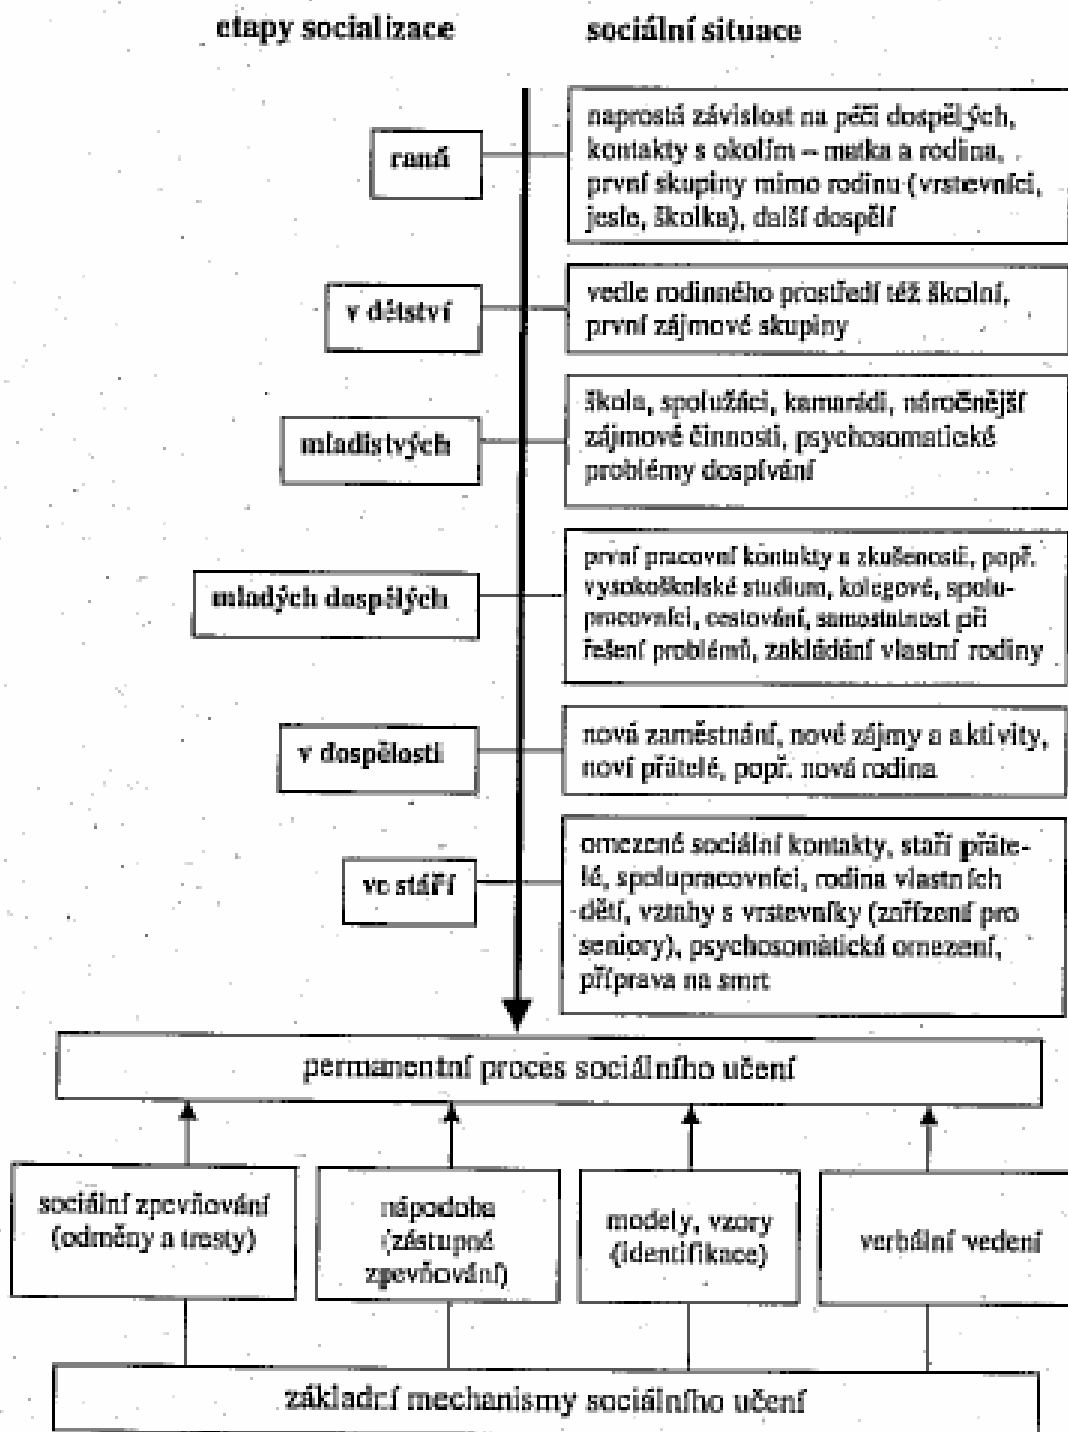 etapy socializace
sociální situace
raná
naprostá závislost na péči dospělých,
kontakty s okolím – matka a rodina,
první skupiny mimo rodinu (vrstevníci,
jesle, školka), další dospělí
v dětství
vedle rodinného prostředí též školní,
první zájmové skupiny
mladistvých
škola, spolužáci, kamarádi, náročnější
zájmové činnosti, psychosomatické
problémy dospívání
mladých dospělých
první pracovní kontakty a zkušenosti, popř.
vysokoškolské studium, kolegové, spolu-
pracovníci, cestování, samostatnost při
řešení problémů, zakládání vlastní rodiny
v dospělosti
nová zaměstnání, nové zájmy a aktivity,
noví přátelé, popř. nová rodina
ve stáří
omezené sociální kontakty, staří přáte-
lé, spolupracovníci, rodina vlastních
dětí, vztahy s vrstevníky (zařízení pro
seniory), psychosomatická omezení,
příprava na smrt
permanentní proces sociálního učení
sociální zpevňování
(odměny a tresty)
nápodoba
(zástupné
zpevňování)
modely, vzory
(identifikace)
verbální vedení
základní mechanismy sociálního učení